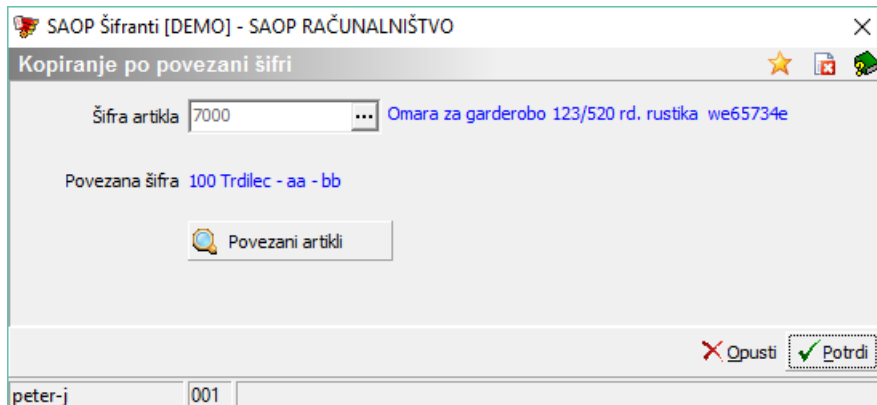 SAOP Šifranti [DEMO] - SAOP RAČUNALNIŠTVO
Kopiranje po povezani šifri
Šifra artikla 7000 ... Omara za garderobo 123/520 rd. rustika we65734e
Povezana šifra 100 Trdilec - aa - bb
Povezani artikli
Opusti Potrdi
peter-j 001